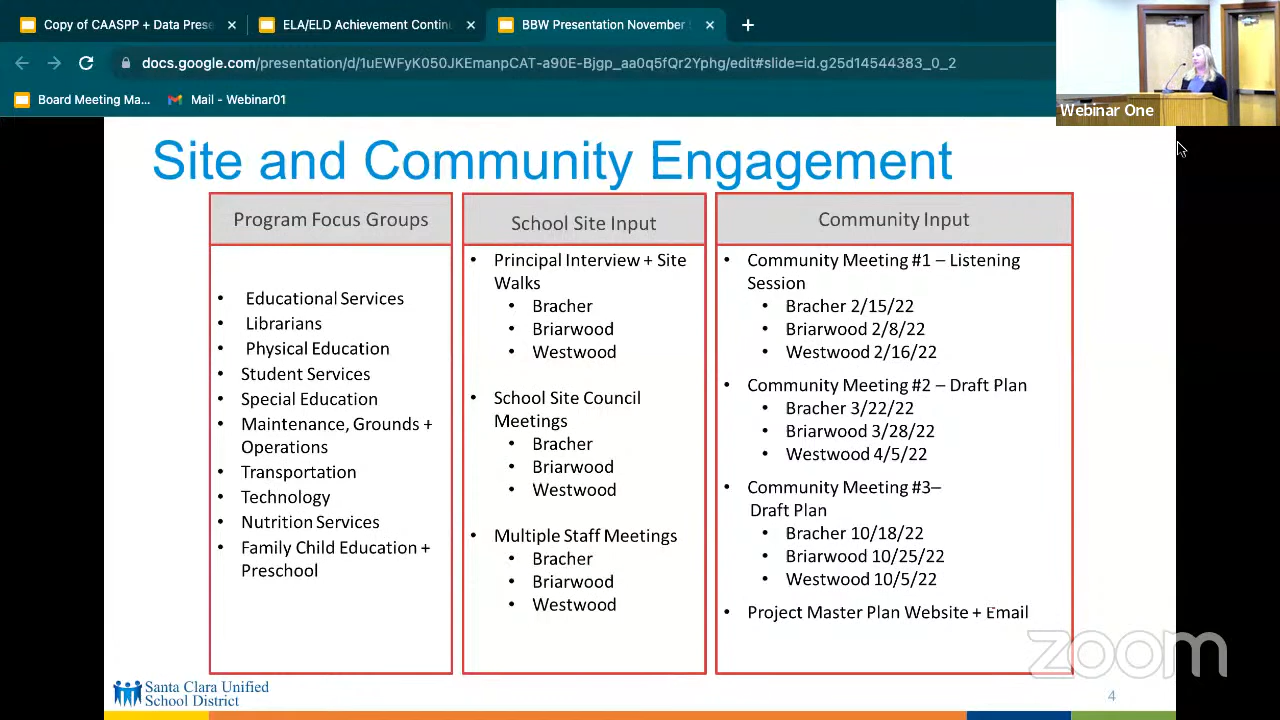 Copy of CAASPP + Data Prese
ELA/ELD Achievement Contin
BBW Presentation November
docs.google.com/presentation/d/1uEWFyK050JKEmanpCAT-a90E-Bjgp_aa0q5fQr2Yphg/edit#slide=id.g25d14544383_0_2
Board Meeting Ma...
Mail - Webinar01
Webinar One
Site and Community Engagement
Program Focus Groups
• Educational Services
• Librarians
• Physical Education
• Student Services
• Special Education
• Maintenance, Grounds +
Operations
• Transportation
• Technology
• Nutrition Services
• Family Child Education +
Preschool
School Site Input
• Principal Interview + Site
Walks
• Bracher
• Briarwood
• Westwood
• School Site Council
Meetings
• Bracher
• Briarwood
• Westwood
• Multiple Staff Meetings
• Bracher
• Briarwood
• Westwood
Community Input
• Community Meeting #1 – Listening
Session
• Bracher 2/15/22
• Briarwood 2/8/22
• Westwood 2/16/22
• Community Meeting #2 – Draft Plan
• Bracher 3/22/22
• Briarwood 3/28/22
• Westwood 4/5/22
• Community Meeting #3–
Draft Plan
• Bracher 10/18/22
• Briarwood 10/25/22
• Westwood 10/5/22
• Project Master Plan Website + Email
zoom
Santa Clara Unified
School District
4